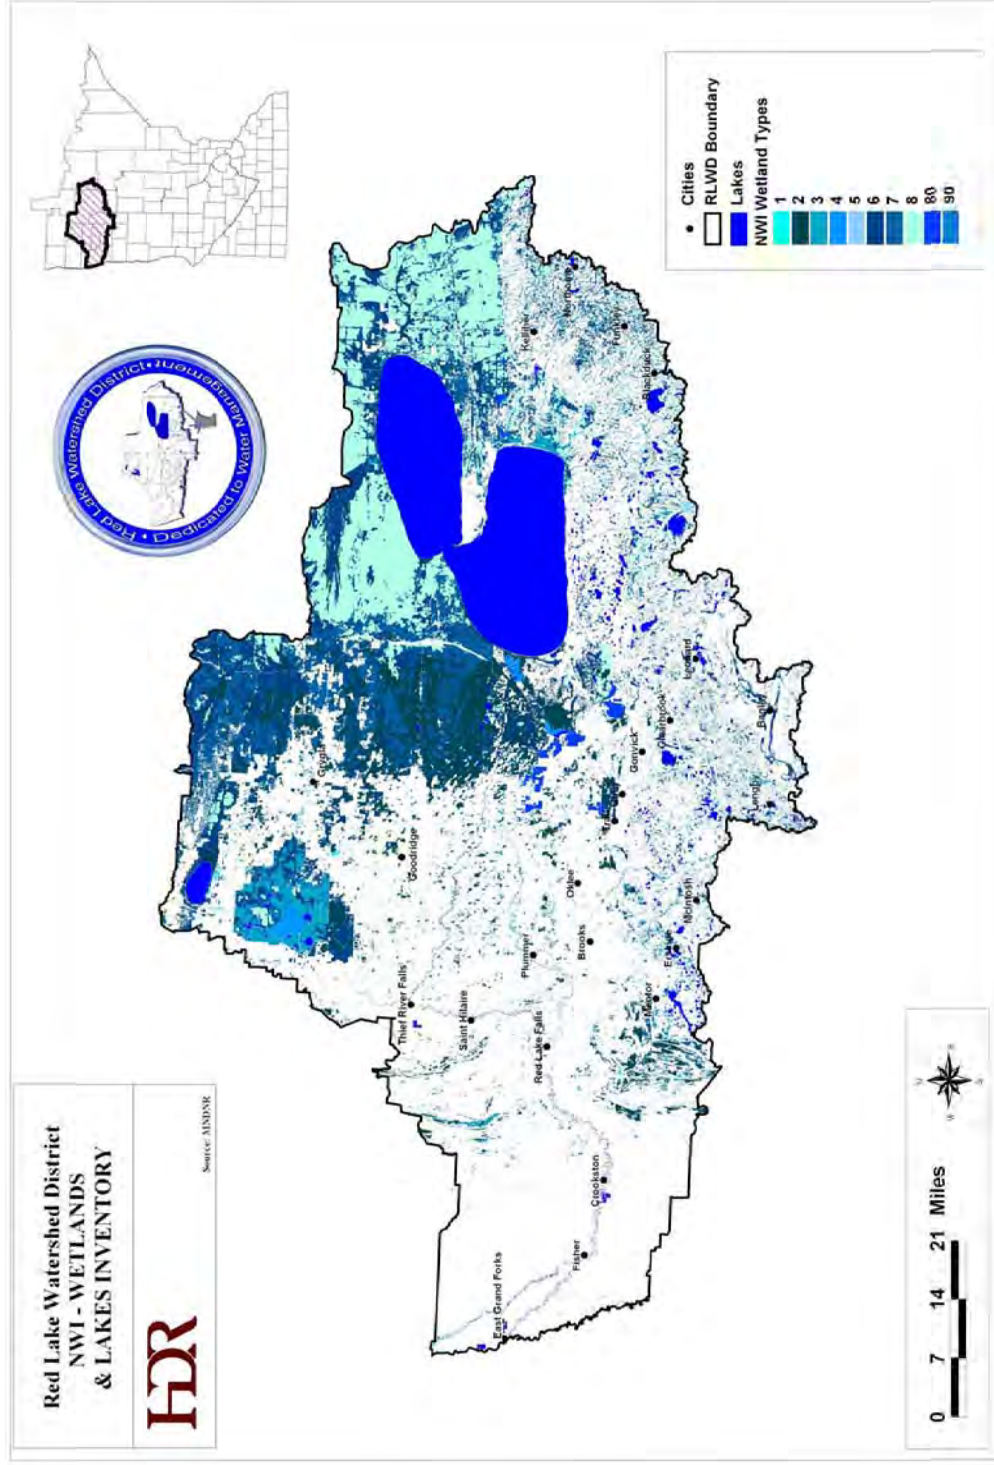 Red Lake Watershed District
NWI - WETLANDS
& LAKES INVENTORY
HDR
Source: MNDNR
Red Lake Watershed District • Dedicated to Water Management •
Cities
RLWD Boundary
Lakes
NWI Wetland Types
1
2
3
4
5
6
7
8
80
90
Grygla
Goodridge
Thief River Falls
Saint Hilaire
Plummer
Oklee
Brooks
Red Lake Falls
East Grand Forks
Fisher
Crookston
Mentor
Erskine
McIntosh
Trail
Gonvick
Clearbrook
Leonard
Bagley
Lengby
Kelliher
Northome
Funkley
Blackduck
0 7 14 21 Miles